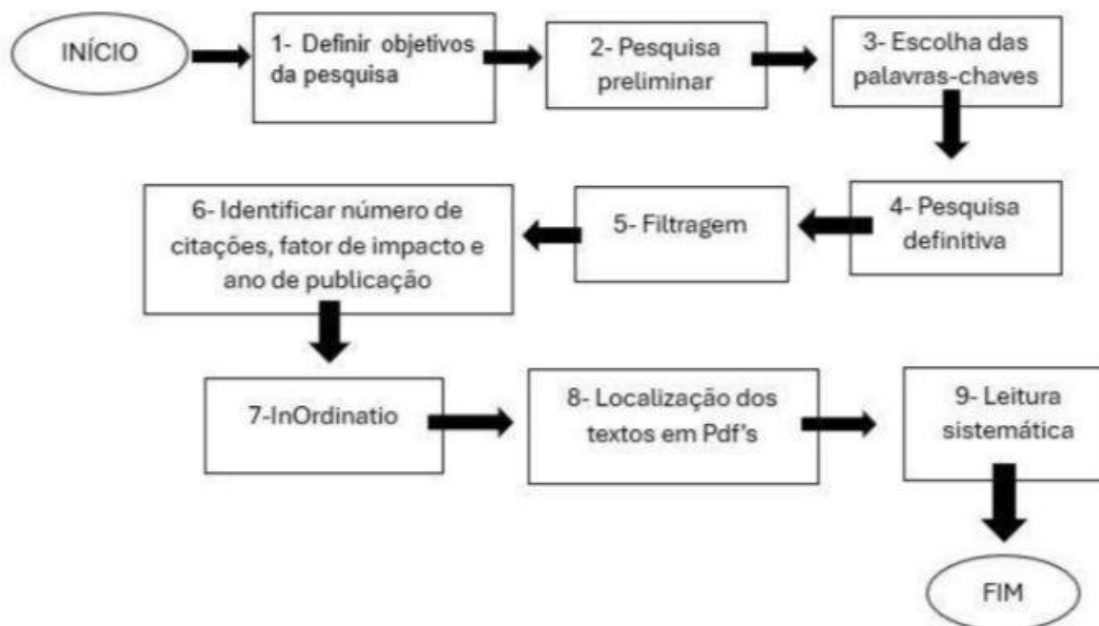 INÍCIO
1- Definir objetivos
da pesquisa
2- Pesquisa
preliminar
3- Escolha das
palavras-chaves
4- Pesquisa
definitiva
5- Filtragem
6- Identificar número de
citações, fator de impacto e
ano de publicação
7-InOrdinatio
8- Localização dos
textos em Pdf's
9- Leitura
sistemática
FIM